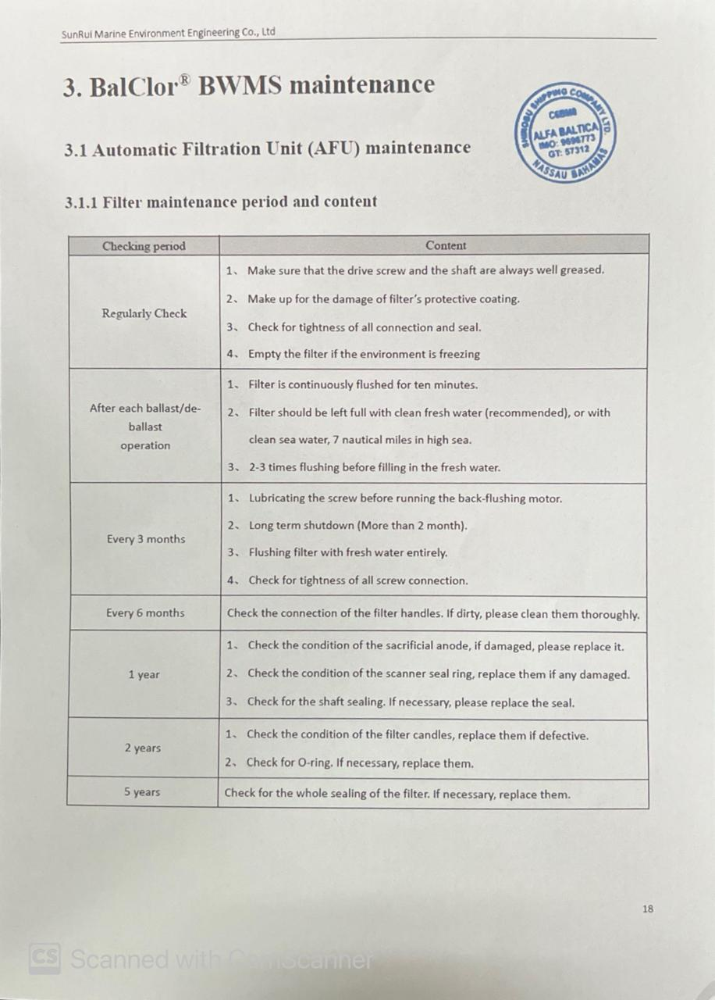 SunRui Marine Environment Engineering Co., Ltd
3. BalClor® BWMS maintenance
SHIMOBU SHIPPING COMPANY LTD.
C6BM8
ALFA BALTICA
IMO: 9696773
GT: 57312
NASSAU BAHAMAS
3.1 Automatic Filtration Unit (AFU) maintenance
3.1.1 Filter maintenance period and content
Checking period
Content
Regularly Check
1、 Make sure that the drive screw and the shaft are always well greased.
2、 Make up for the damage of filter's protective coating.
3、 Check for tightness of all connection and seal.
4、 Empty the filter if the environment is freezing
After each ballast/de-
ballast
operation
1、 Filter is continuously flushed for ten minutes.
2、 Filter should be left full with clean fresh water (recommended), or with
clean sea water, 7 nautical miles in high sea.
3、 2-3 times flushing before filling in the fresh water.
Every 3 months
1、 Lubricating the screw before running the back-flushing motor.
2、 Long term shutdown (More than 2 month).
3、 Flushing filter with fresh water entirely.
4、 Check for tightness of all screw connection.
Every 6 months
Check the connection of the filter handles. If dirty, please clean them thoroughly.
1 year
1、 Check the condition of the sacrificial anode, if damaged, please replace it.
2、 Check the condition of the scanner seal ring, replace them if any damaged.
3、 Check for the shaft sealing. If necessary, please replace the seal.
2 years
1、 Check the condition of the filter candles, replace them if defective.
2、 Check for O-ring. If necessary, replace them.
5 years
Check for the whole sealing of the filter. If necessary, replace them.
18
CS Scanned with CamScanner